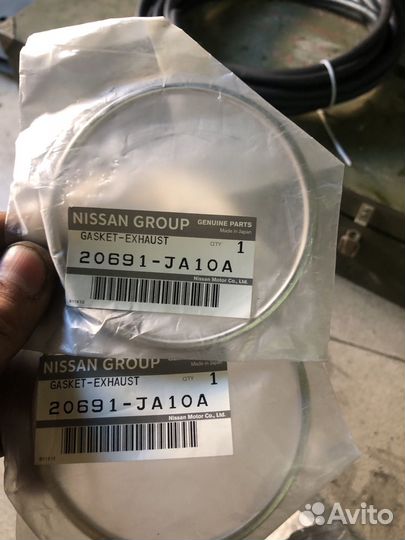 NISSAN GROUP GENUINE PARTS
Made in Japan
GASKET-EXHAUST QTY 1
20691-JA10A
Nissan Motor Co., Ltd.
NISSAN GROUP
GASKET-EXHAUST QTY 1
20691-JA10A
Nissan Motor Co., Ltd.
Avito